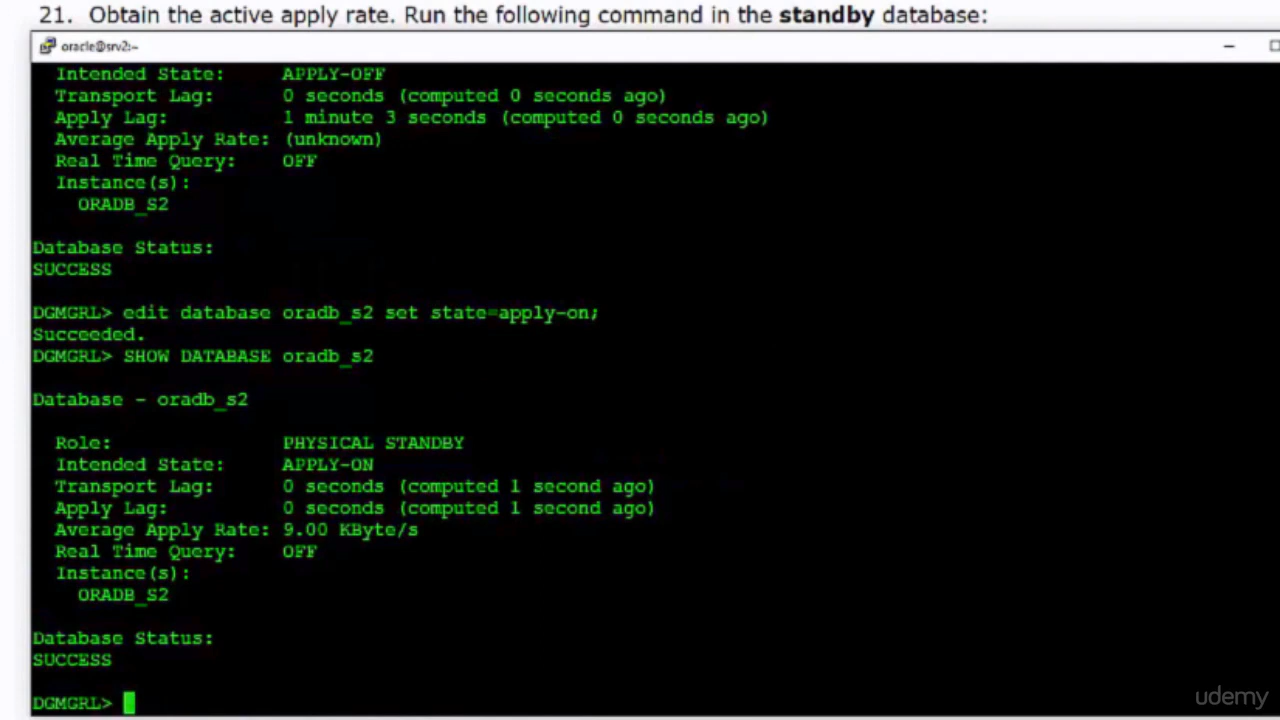 21. Obtain the active apply rate. Run the following command in the standby database:
oracle@srv2:~
Intended State: APPLY-OFF
Transport Lag: 0 seconds (computed 0 seconds ago)
Apply Lag: 1 minute 3 seconds (computed 0 seconds ago)
Average Apply Rate: (unknown)
Real Time Query: OFF
Instance(s):
ORADB_S2
Database Status:
SUCCESS
DGMGRL> edit database oradb_s2 set state=apply-on;
Succeeded.
DGMGRL> SHOW DATABASE oradb_s2
Database - oradb_s2
Role: PHYSICAL STANDBY
Intended State: APPLY-ON
Transport Lag: 0 seconds (computed 1 second ago)
Apply Lag: 0 seconds (computed 1 second ago)
Average Apply Rate: 9.00 KByte/s
Real Time Query: OFF
Instance(s):
ORADB_S2
Database Status:
SUCCESS
DGMGRL>
udemy